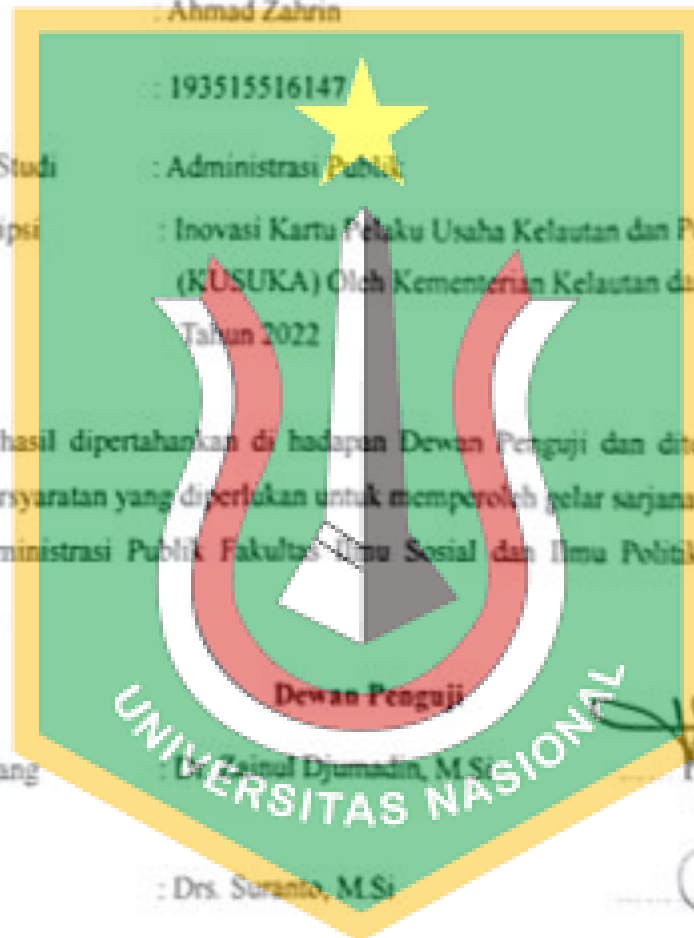 : Ahmad Zahrin
: 193515516147
Studi : Administrasi Publik
ipsi : Inovasi Kartu Pelaku Usaha Kelautan dan P
(KUSUKA) Oleh Kementerian Kelautan da
Tahun 2022
hasil dipertahankan di hadapan Dewan Penguji dan dite
rsyaratan yang diperlukan untuk memperoleh gelar sarjana
ministrasi Publik Fakultas Ilmu Sosial dan Ilmu Politik
Dewan Penguji
ang : Dr. Zainul Djumadin, M.Si
UNIVERSITAS NASIONAL
: Drs. Suranto, M.Si